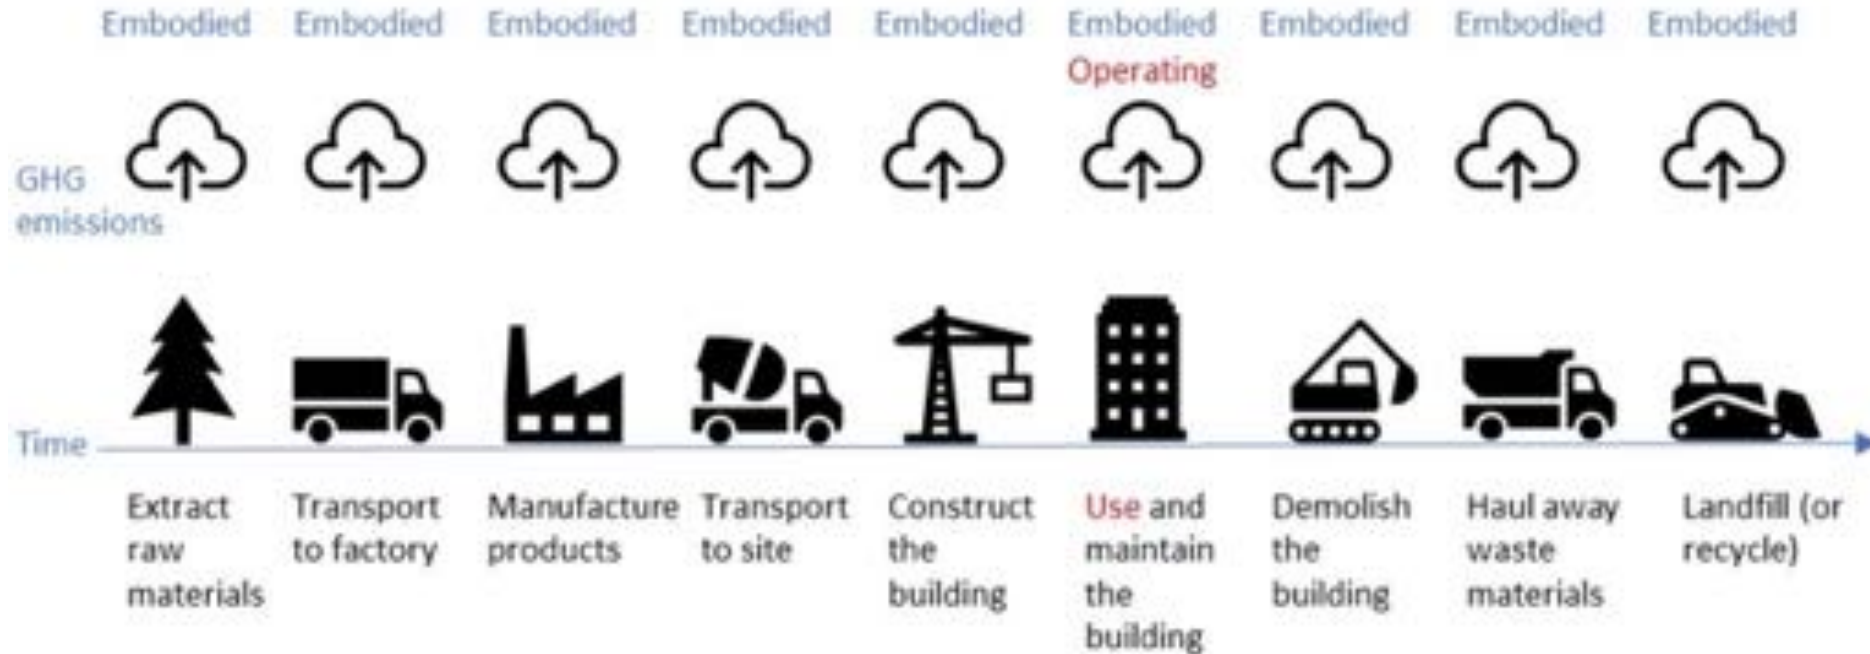 Embodied Embodied Embodied Embodied Embodied Embodied Embodied Embodied Embodied
Operating
GHG
emissions
Time
Extract
raw
materials
Transport
to factory
Manufacture
products
Transport
to site
Construct
the
building
Use and
maintain
the
building
Demolish
the
building
Haul away
waste
materials
Landfill (or
recycle)